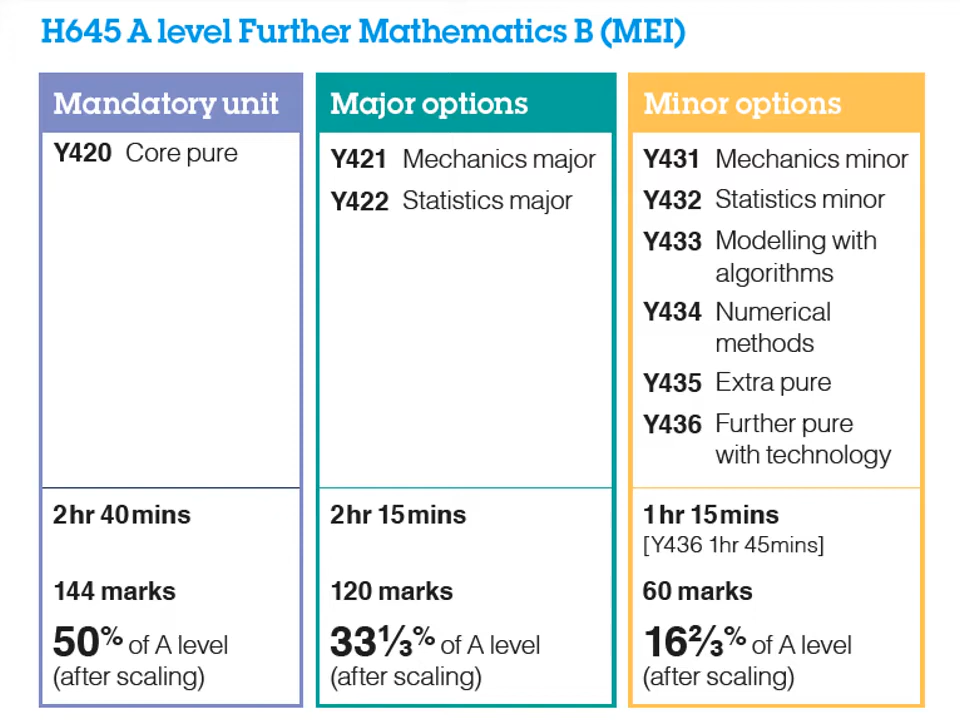 H645 A level Further Mathematics B (MEI)
Mandatory unit
Y420 Core pure
2hr 40mins
144 marks
50% of A level
(after scaling)
Major options
Y421 Mechanics major
Y422 Statistics major
2hr 15mins
120 marks
33⅓% of A level
(after scaling)
Minor options
Y431 Mechanics minor
Y432 Statistics minor
Y433 Modelling with
algorithms
Y434 Numerical
methods
Y435 Extra pure
Y436 Further pure
with technology
1hr 15mins
[Y436 1hr 45mins]
60 marks
16⅔% of A level
(after scaling)